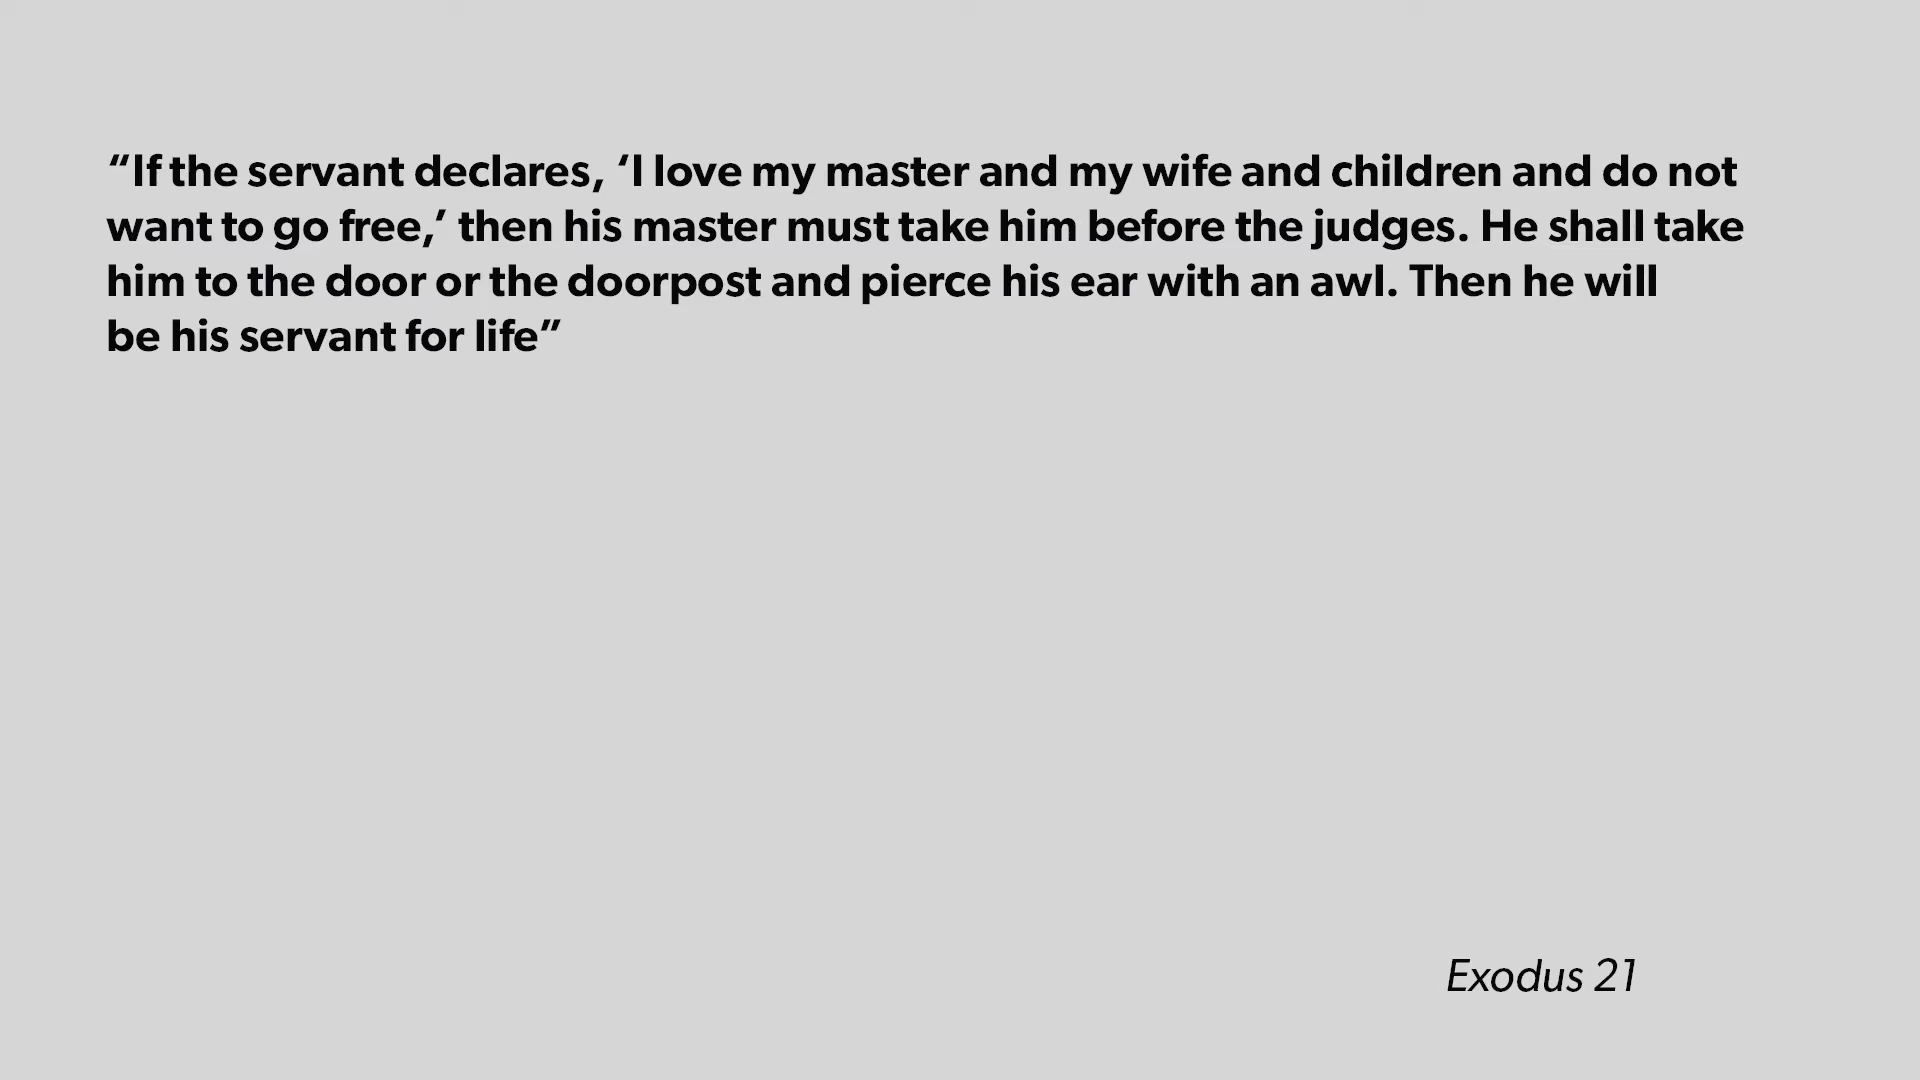 “If the servant declares, ‘I love my master and my wife and children and do not
want to go free,’ then his master must take him before the judges. He shall take
him to the door or the doorpost and pierce his ear with an awl. Then he will
be his servant for life”
Exodus 21